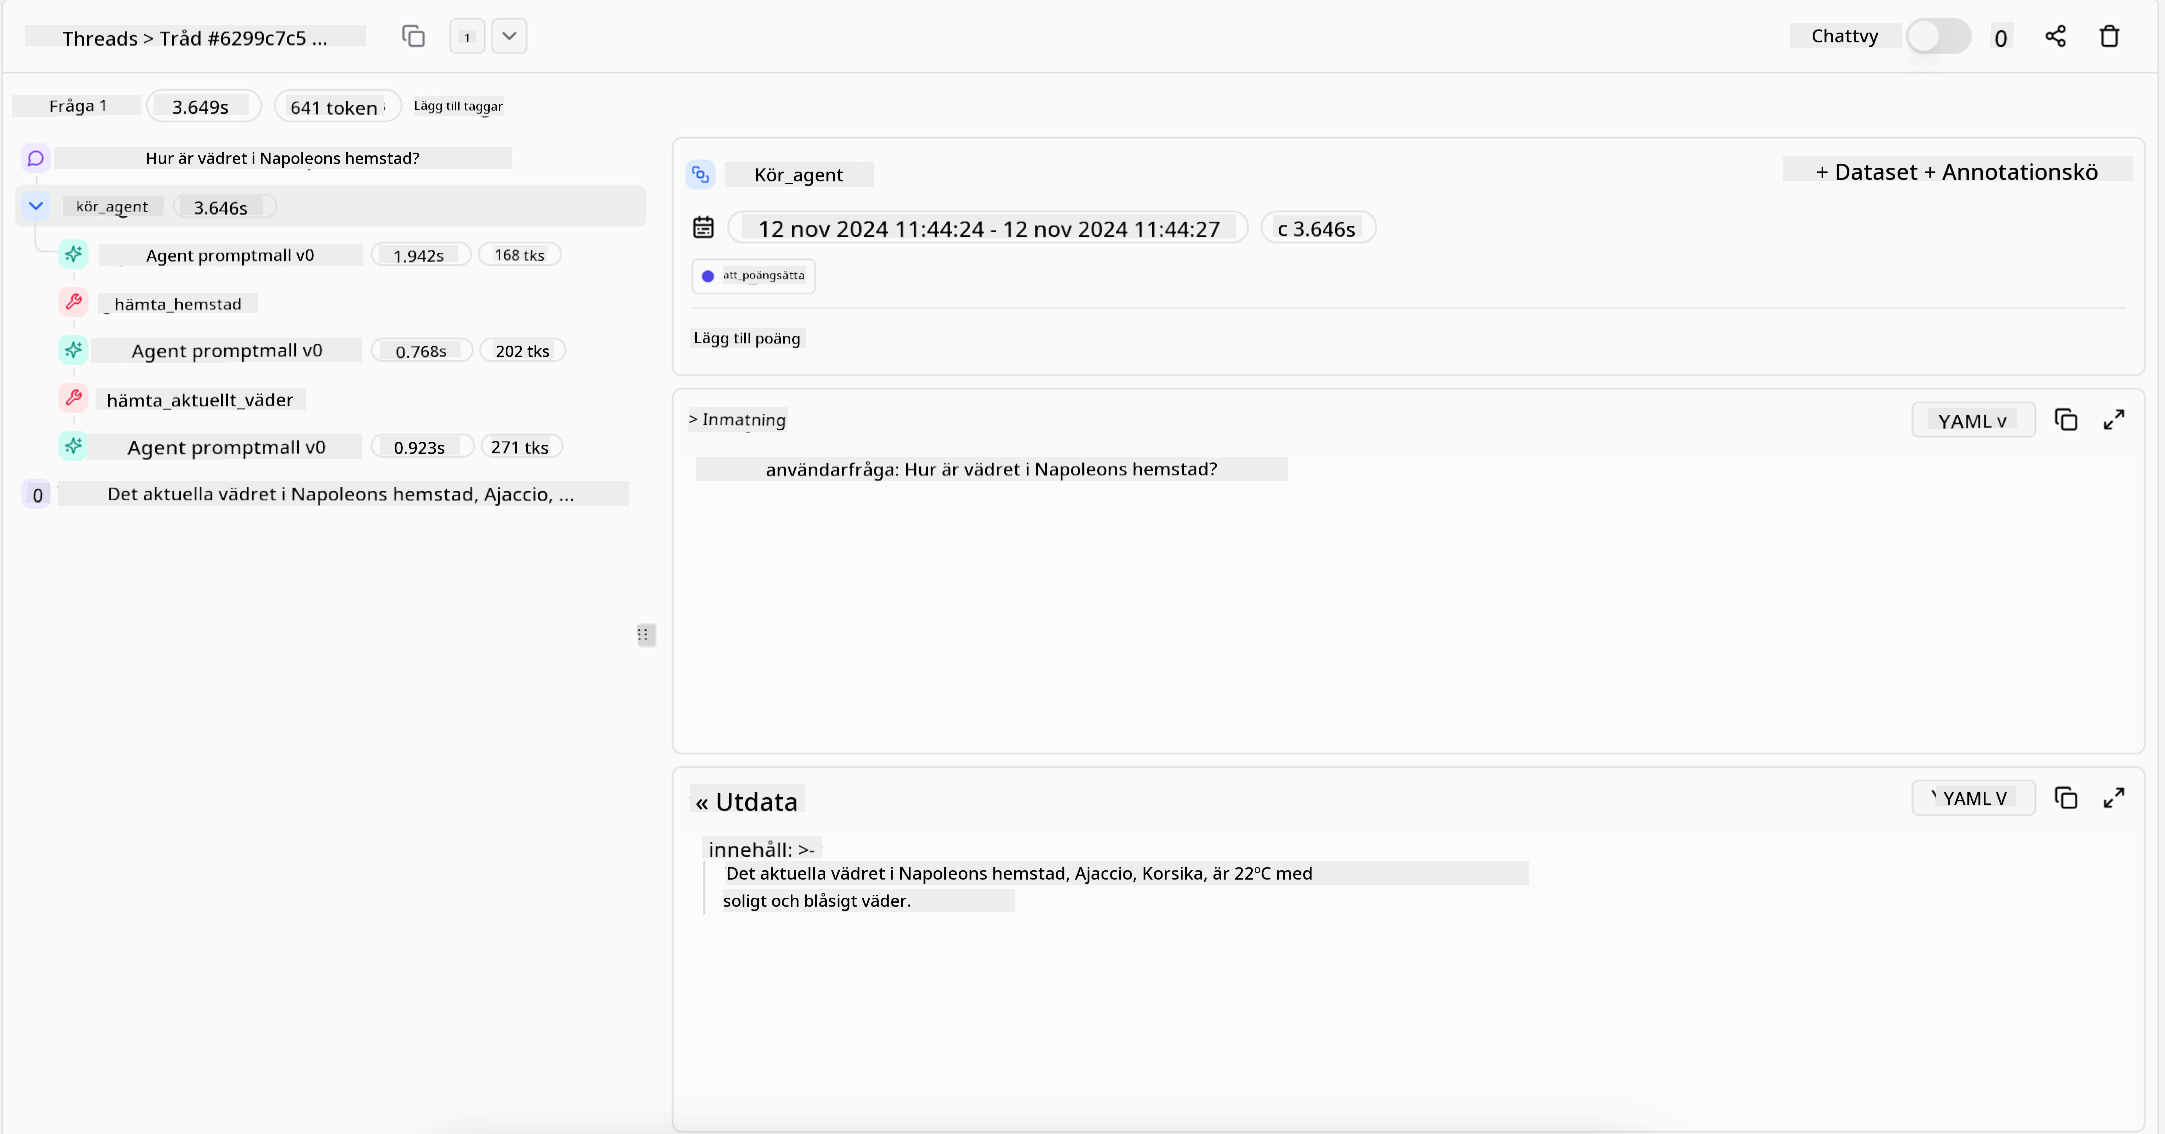 Threads > Tråd #6299c7c5 ...
1
Chattvy
0
Fråga 1
3.649s
641 token
Lägg till taggar
Hur är vädret i Napoleons hemstad?
kör_agent
3.646s
Agent promptmall v0
1.942s
168 tks
hämta_hemstad
Agent promptmall v0
0.768s
202 tks
hämta_aktuellt_väder
Agent promptmall v0
0.923s
271 tks
0
Det aktuella vädret i Napoleons hemstad, Ajaccio, ...
Kör_agent
+ Dataset + Annotationskö
12 nov 2024 11:44:24 - 12 nov 2024 11:44:27
c 3.646s
att_poängsätta
Lägg till poäng
> Inmatning
YAML v
användarfråga: Hur är vädret i Napoleons hemstad?
« Utdata
YAML V
innehåll: >-
Det aktuella vädret i Napoleons hemstad, Ajaccio, Korsika, är 22°C med
soligt och blåsigt väder.